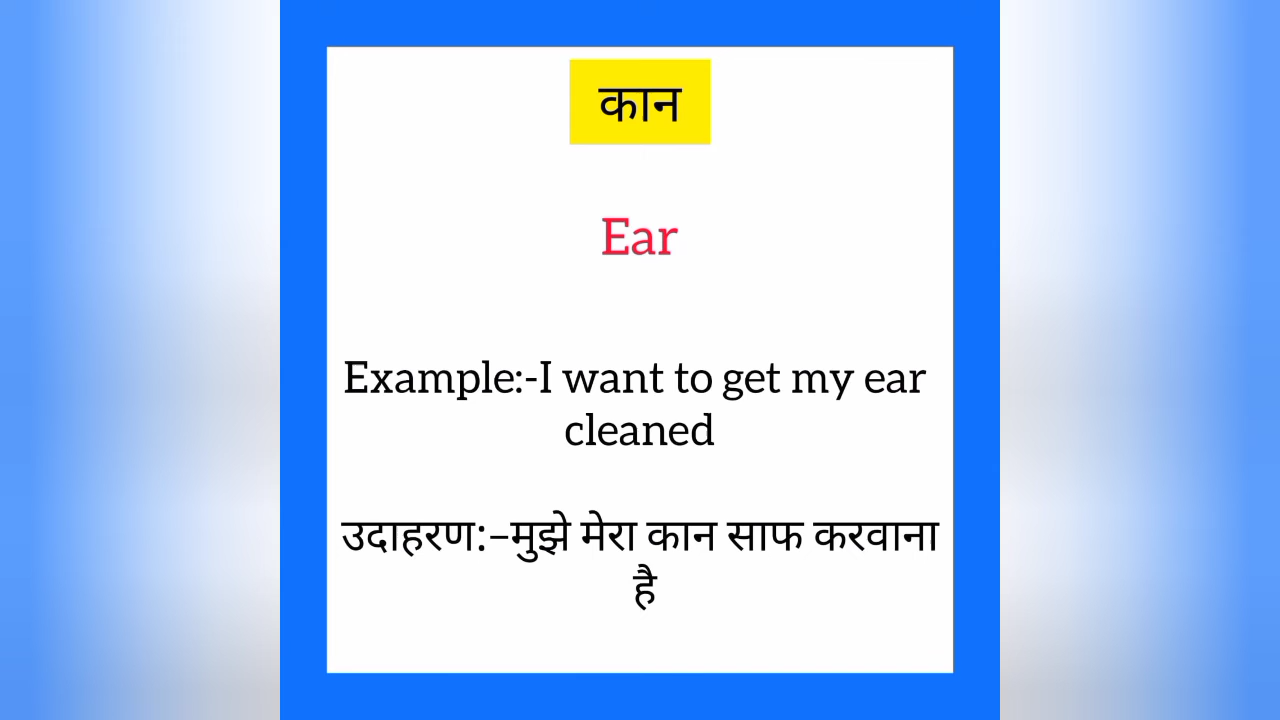 कान
Ear
Example:-I want to get my ear
cleaned
उदाहरण:–मुझे मेरा कान साफ करवाना
है